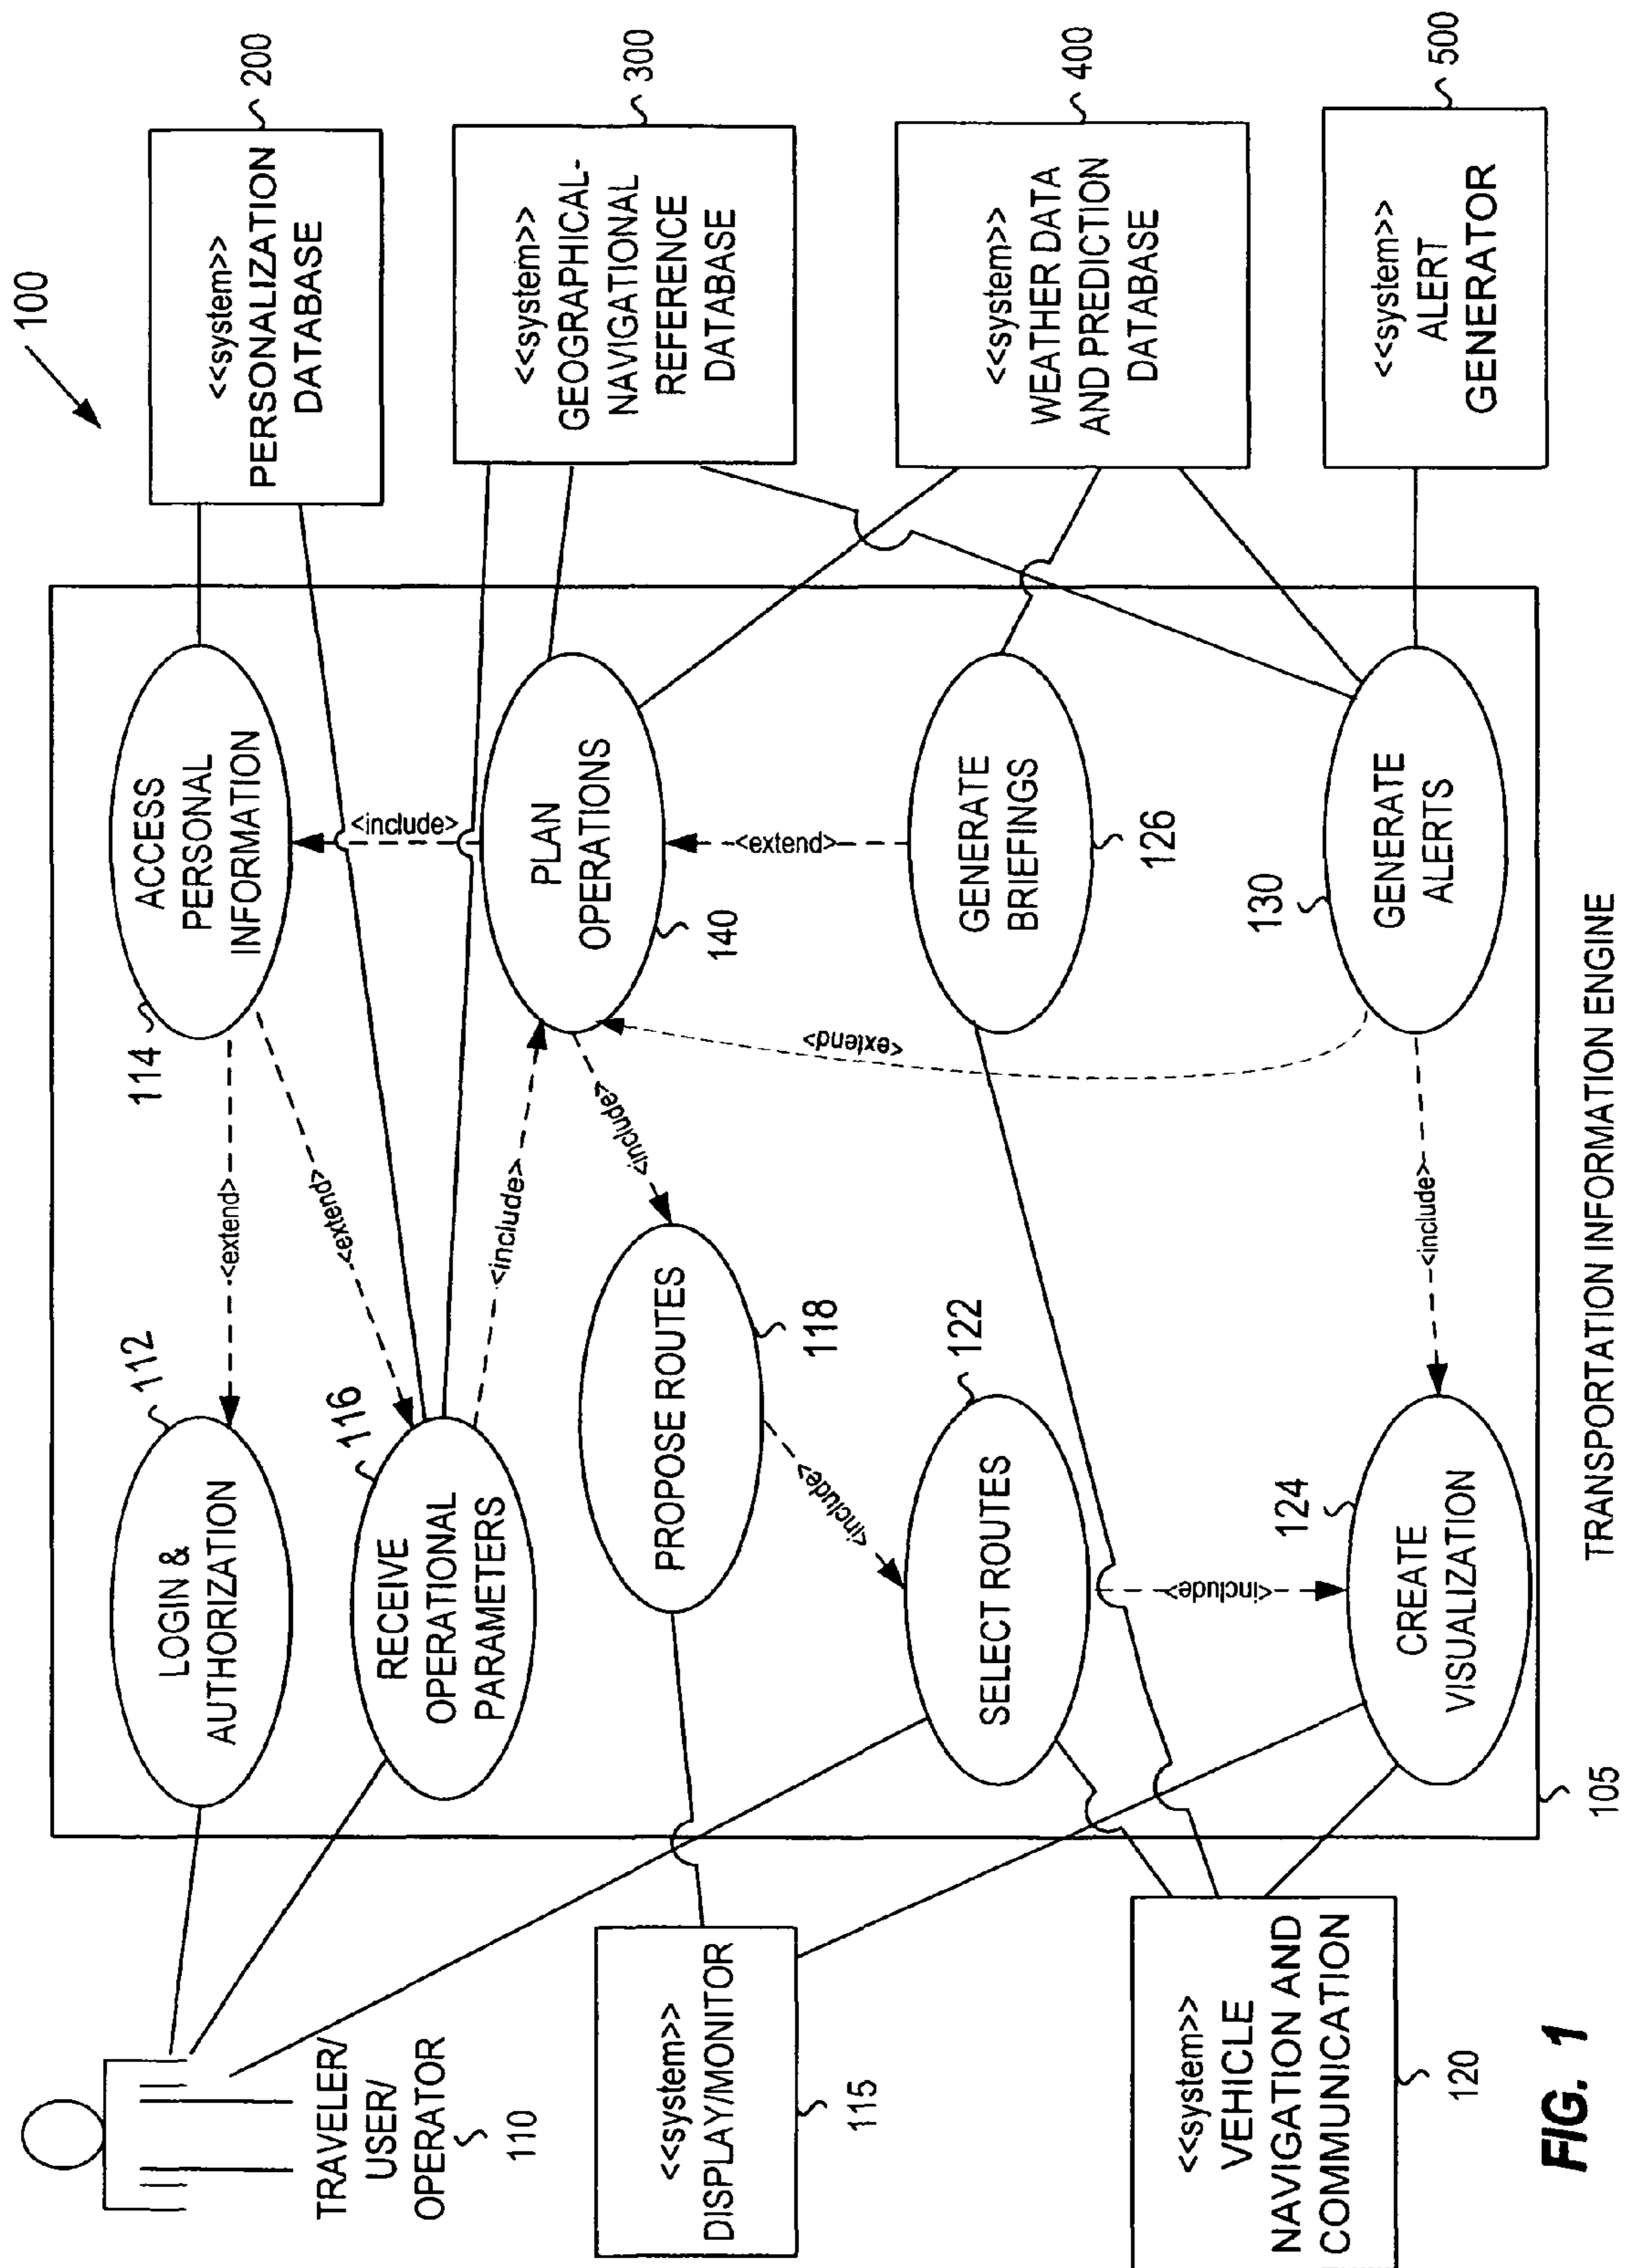 100
TRAVELER/
USER/
OPERATOR
110
<<system>>
DISPLAY/MONITOR
115
<<system>>
VEHICLE
NAVIGATION AND
COMMUNICATION
120
LOGIN &
AUTHORIZATION
112
RECEIVE
OPERATIONAL
PARAMETERS
116
PROPOSE ROUTES
118
SELECT ROUTES
122
CREATE
VISUALIZATION
124
ACCESS
PERSONAL
INFORMATION
114
PLAN
OPERATIONS
140
GENERATE
BRIEFINGS
126
GENERATE
ALERTS
130
<extend>
<extend>
<include>
<include>
<include>
<extend>
<extend>
<include>
<include>
<include>
<<system>>
PERSONALIZATION
DATABASE
200
<<system>>
GEOGRAPHICAL-
NAVIGATIONAL
REFERENCE
DATABASE
300
<<system>>
WEATHER DATA
AND PREDICTION
DATABASE
400
<<system>>
ALERT
GENERATOR
500
105
TRANSPORTATION INFORMATION ENGINE
FIG. 1